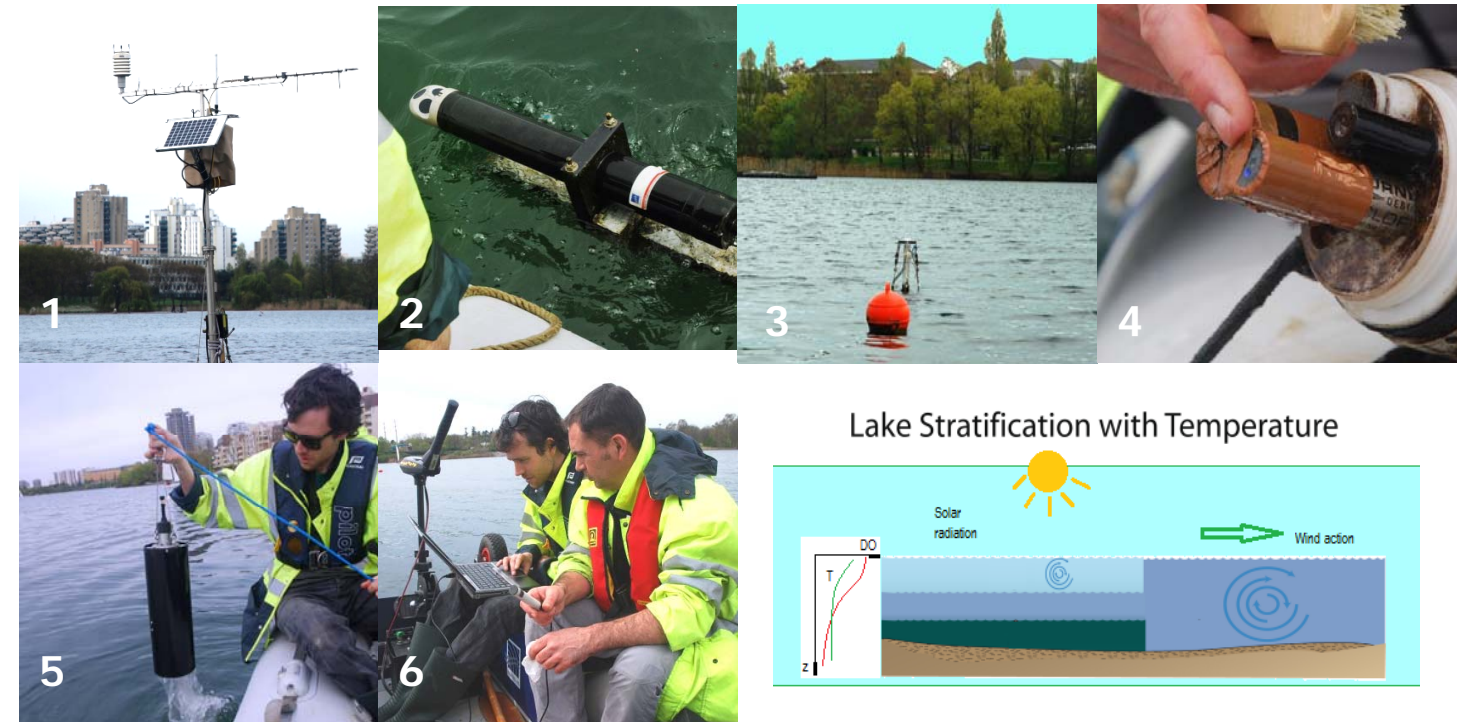 1
2
3
4
5
pilot
6
Lake Stratification with Temperature
Solar
radiation
Wind action
DO
T
z